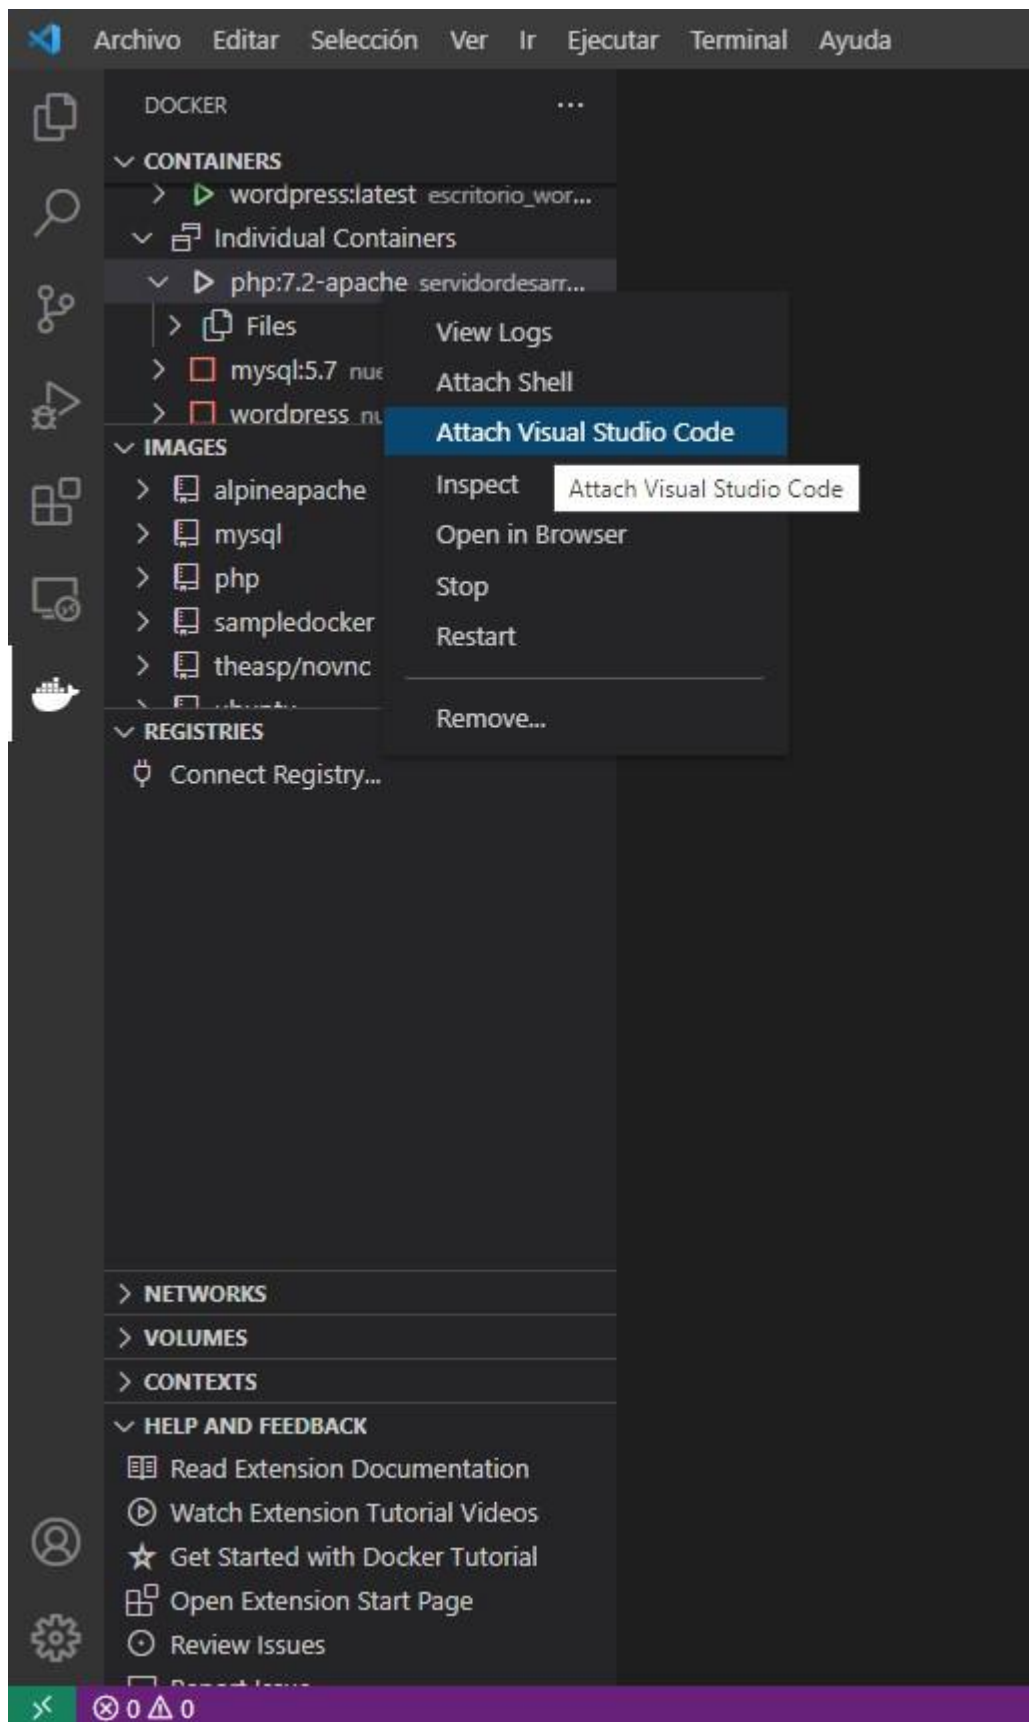 Archivo Editar Selección Ver Ir Ejecutar Terminal Ayuda
DOCKER
CONTAINERS
wordpress:latest escritorio_wor...
Individual Containers
php:7.2-apache servidordesarr...
Files
mysql:5.7 nue
wordpress nu
View Logs
Attach Shell
Attach Visual Studio Code
Inspect
Attach Visual Studio Code
Open in Browser
Stop
Restart
Remove...
IMAGES
alpineapache
mysql
php
sampledocker
theasp/novnc
REGISTRIES
Connect Registry...
NETWORKS
VOLUMES
CONTEXTS
HELP AND FEEDBACK
Read Extension Documentation
Watch Extension Tutorial Videos
Get Started with Docker Tutorial
Open Extension Start Page
Review Issues
0 0